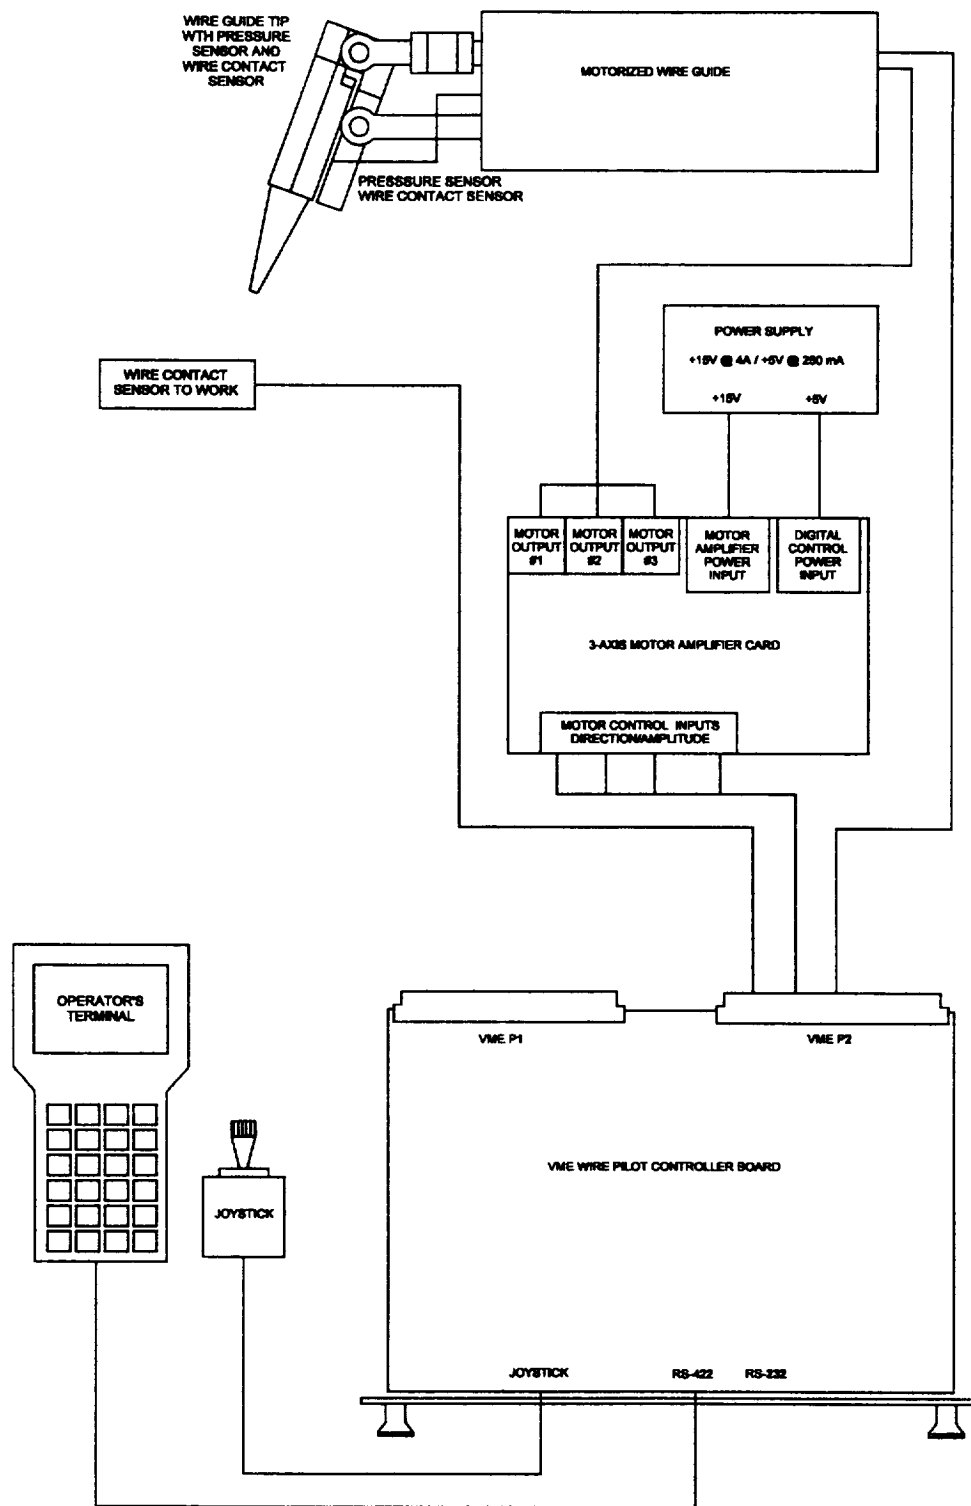 WIRE GUIDE TIP
WTH PRESSURE
SENSOR AND
WIRE CONTACT
SENSOR
MOTORIZED WIRE GUIDE
PRESSSURE SENSOR
WIRE CONTACT SENSOR
POWER SUPPLY
+15V @ 4A / +5V @ 250 mA
+15V
+5V
WIRE CONTACT
SENSOR TO WORK
MOTOR
OUTPUT
#1
MOTOR
OUTPUT
#2
MOTOR
OUTPUT
#3
MOTOR
AMPLIFIER
POWER
INPUT
DIGITAL
CONTROL
POWER
INPUT
3-AXIS MOTOR AMPLIFIER CARD
MOTOR CONTROL INPUTS
DIRECTION/AMPLITUDE
OPERATOR'S
TERMINAL
VME P1
VME P2
VME WIRE PILOT CONTROLLER BOARD
JOYSTICK
JOYSTICK
RS-422
RS-232